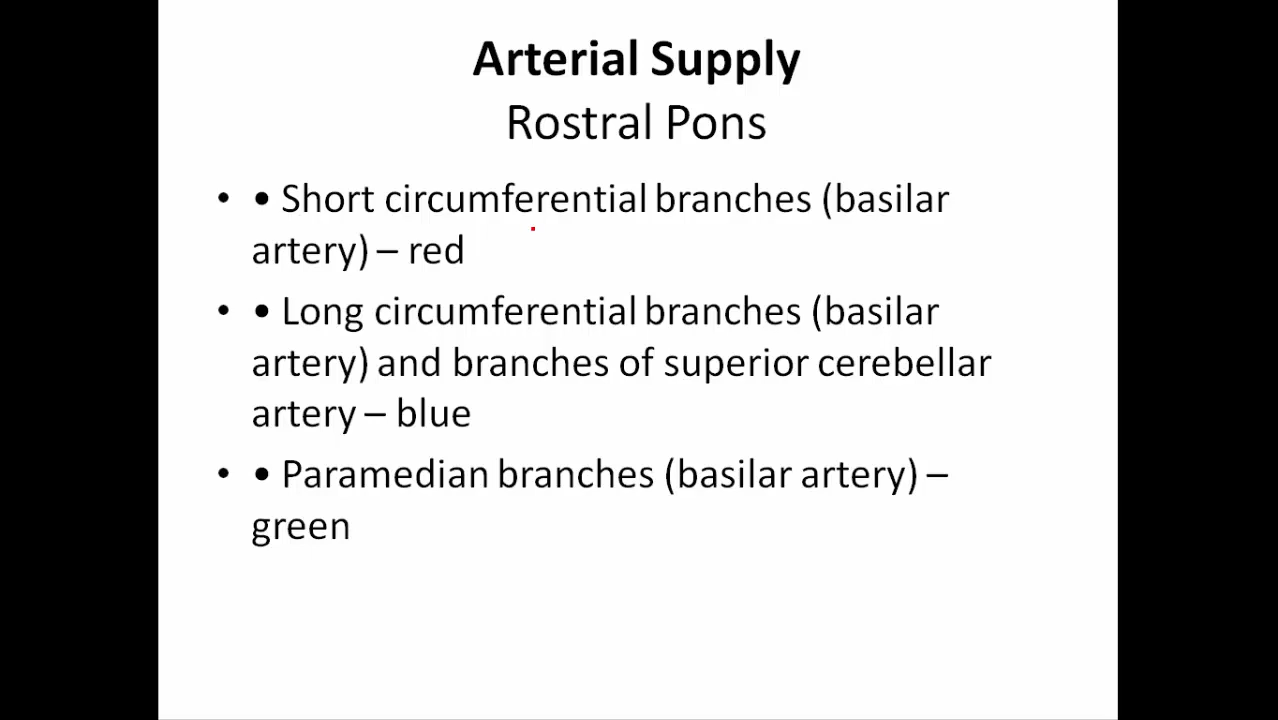 Arterial Supply
Rostral Pons
• • Short circumferential branches (basilar
artery) – red
• • Long circumferential branches (basilar
artery) and branches of superior cerebellar
artery – blue
• • Paramedian branches (basilar artery) –
green